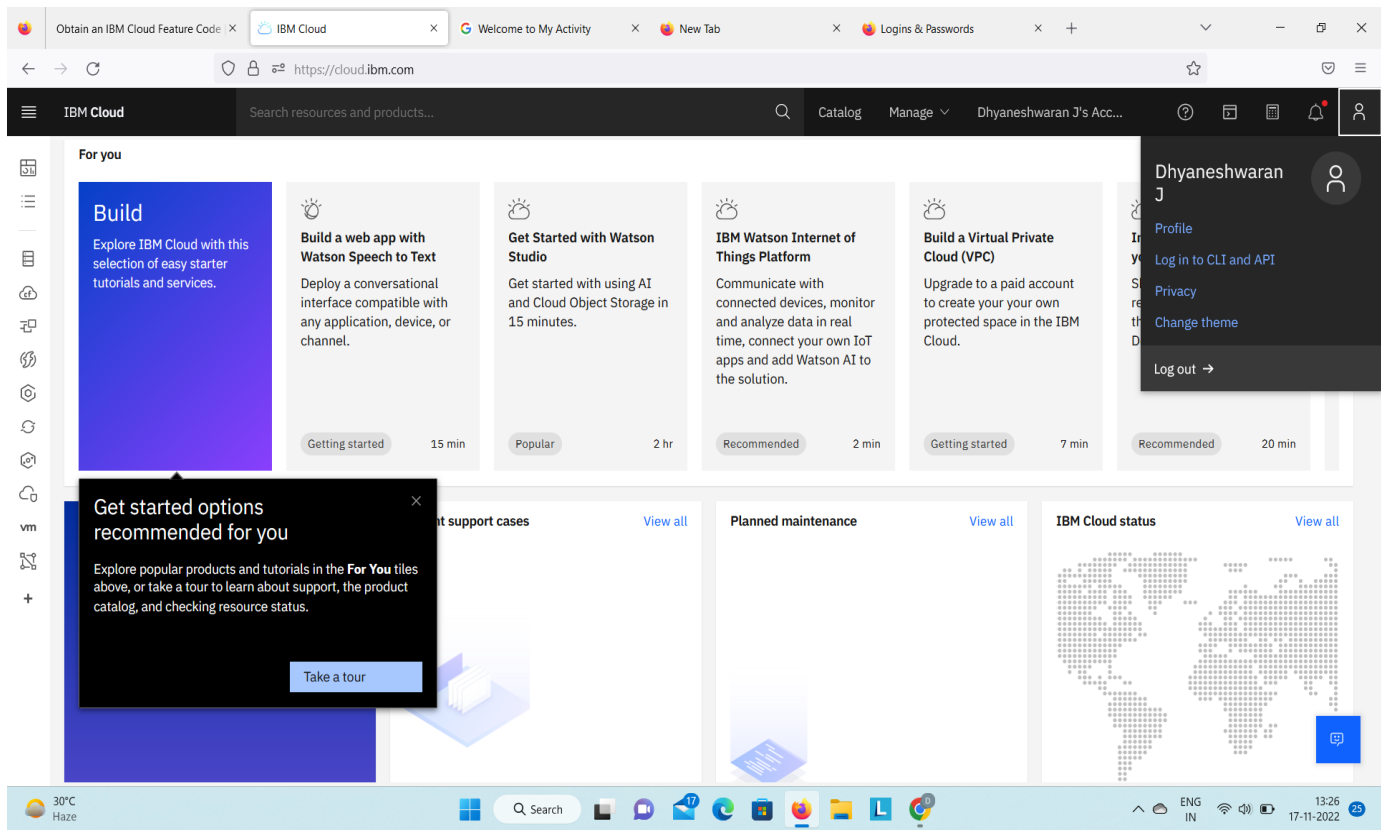 Obtain an IBM Cloud Feature Code
IBM Cloud
Welcome to My Activity
New Tab
Logins & Passwords
https://cloud.ibm.com
IBM Cloud
Search resources and products...
Catalog
Manage
Dhyaneshwaran J's Acc...
For you
Dhyaneshwaran
J
Profile
Log in to CLI and API
Privacy
Change theme
Log out →
Build
Explore IBM Cloud with this
selection of easy starter
tutorials and services.
Build a web app with
Watson Speech to Text
Deploy a conversational
interface compatible with
any application, device, or
channel.
Getting started
15 min
Get Started with Watson
Studio
Get started with using AI
and Cloud Object Storage in
15 minutes.
Popular
2 hr
IBM Watson Internet of
Things Platform
Communicate with
connected devices, monitor
and analyze data in real
time, connect your own IoT
apps and add Watson AI to
the solution.
Recommended
2 min
Build a Virtual Private
Cloud (VPC)
Upgrade to a paid account
to create your your own
protected space in the IBM
Cloud.
Getting started
7 min
Recommended
20 min
cf
vm
Get started options
recommended for you
Explore popular products and tutorials in the For You tiles
above, or take a tour to learn about support, the product
catalog, and checking resource status.
Take a tour
support cases
View all
Planned maintenance
View all
IBM Cloud status
View all
30°C
Haze
Search
17
L
D
ENG
IN
13:26
17-11-2022
25